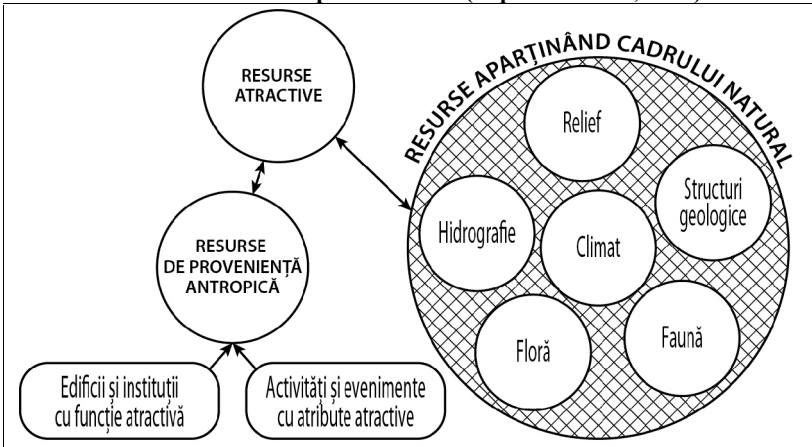 RESURSE
ATRACTIVE
RESURSE APARȚINÂND CADRULUI NATURAL
Relief
Structuri
geologice
Hidrografie
Climat
RESURSE
DE PROVENIENȚĂ
ANTROPICĂ
Floră
Faună
Edificii și instituții
cu funcție atractivă
Activități și evenimente
cu atribute atractive